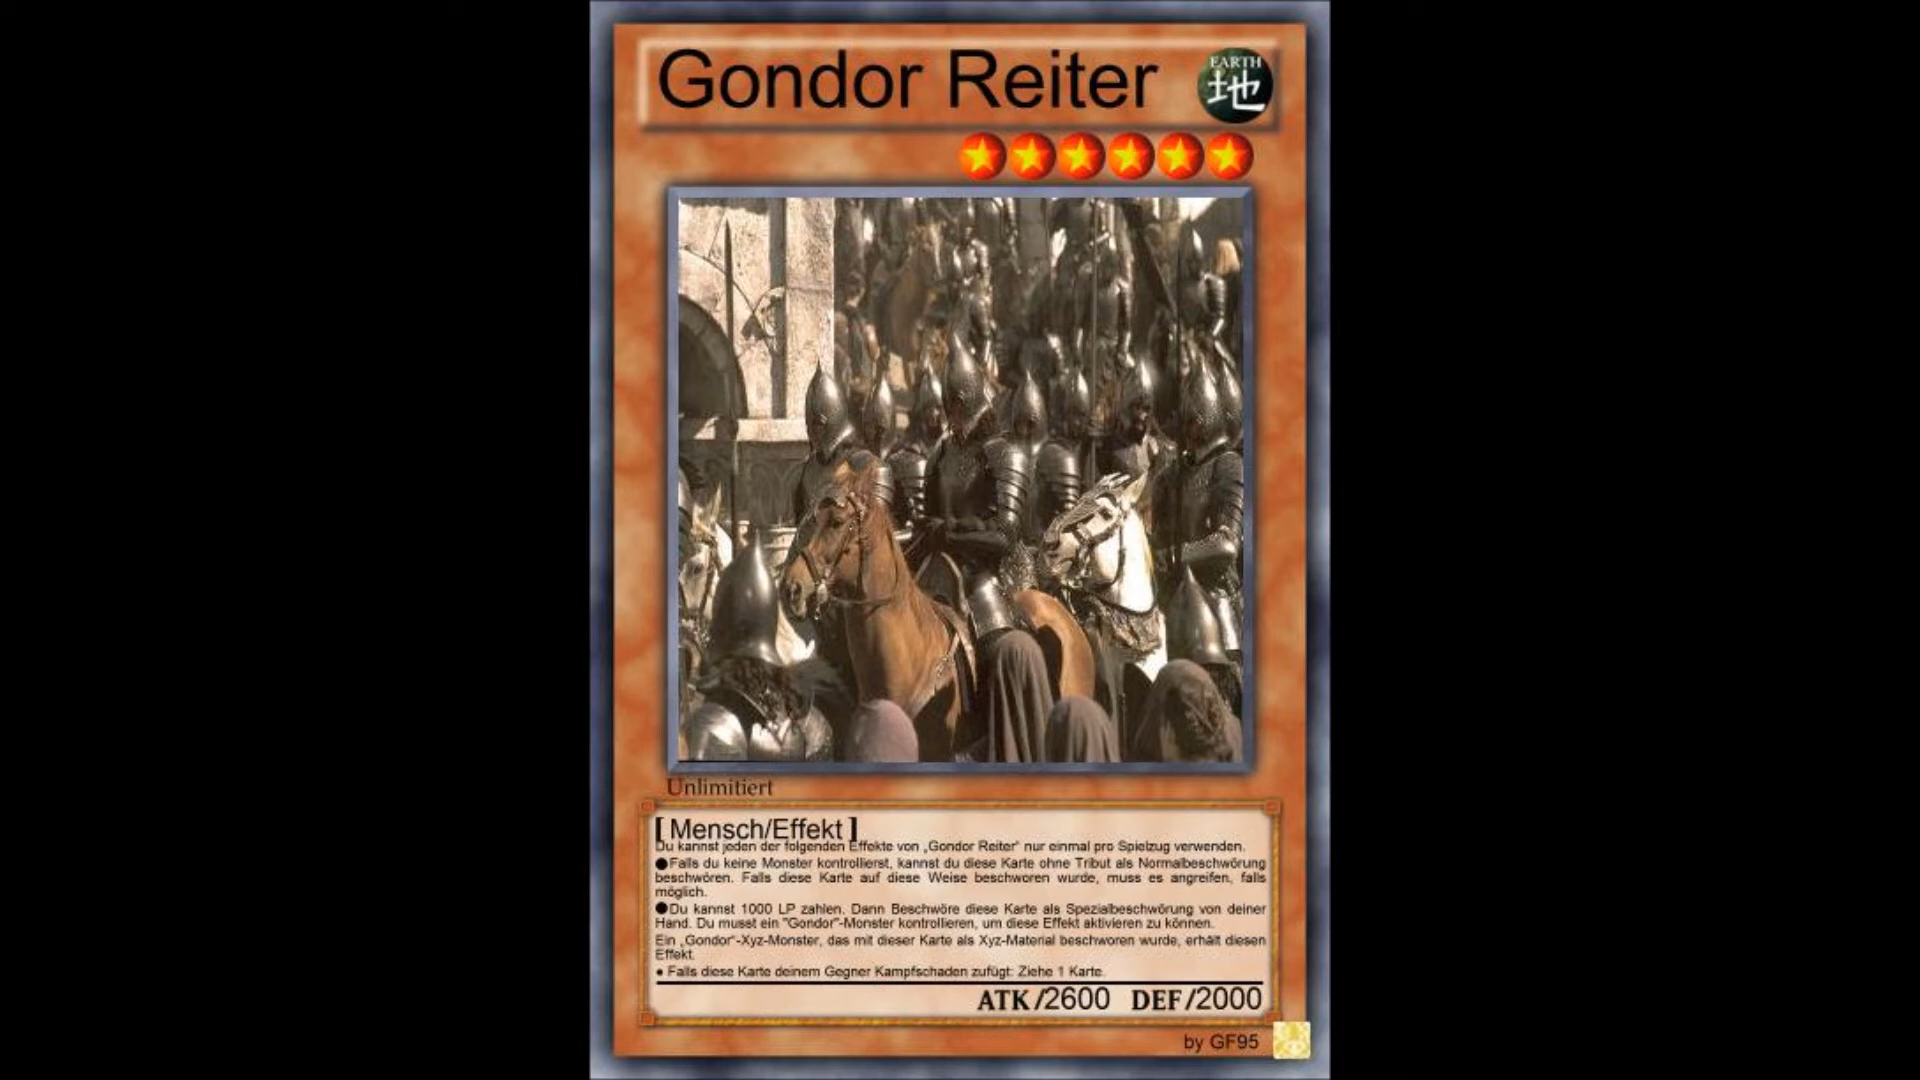 Gondor Reiter
EARTH
地
Unlimitiert
[ Mensch/Effekt ]
Du kannst jeden der folgenden Effekte von „Gondor Reiter“ nur einmal pro Spielzug verwenden.
●Falls du keine Monster kontrollierst, kannst du diese Karte ohne Tribut als Normalbeschwörung
beschwören. Falls diese Karte auf diese Weise beschworen wurde, muss es angreifen, falls
möglich.
●Du kannst 1000 LP zahlen. Dann Beschwöre diese Karte als Spezialbeschwörung von deiner
Hand. Du musst ein "Gondor"-Monster kontrollieren, um diese Effekt aktivieren zu können.
Ein „Gondor“-Xyz-Monster, das mit dieser Karte als Xyz-Material beschworen wurde, erhält diesen
Effekt.
• Falls diese Karte deinem Gegner Kampfschaden zufügt: Ziehe 1 Karte.
ATK/2600 DEF/2000
by GF95